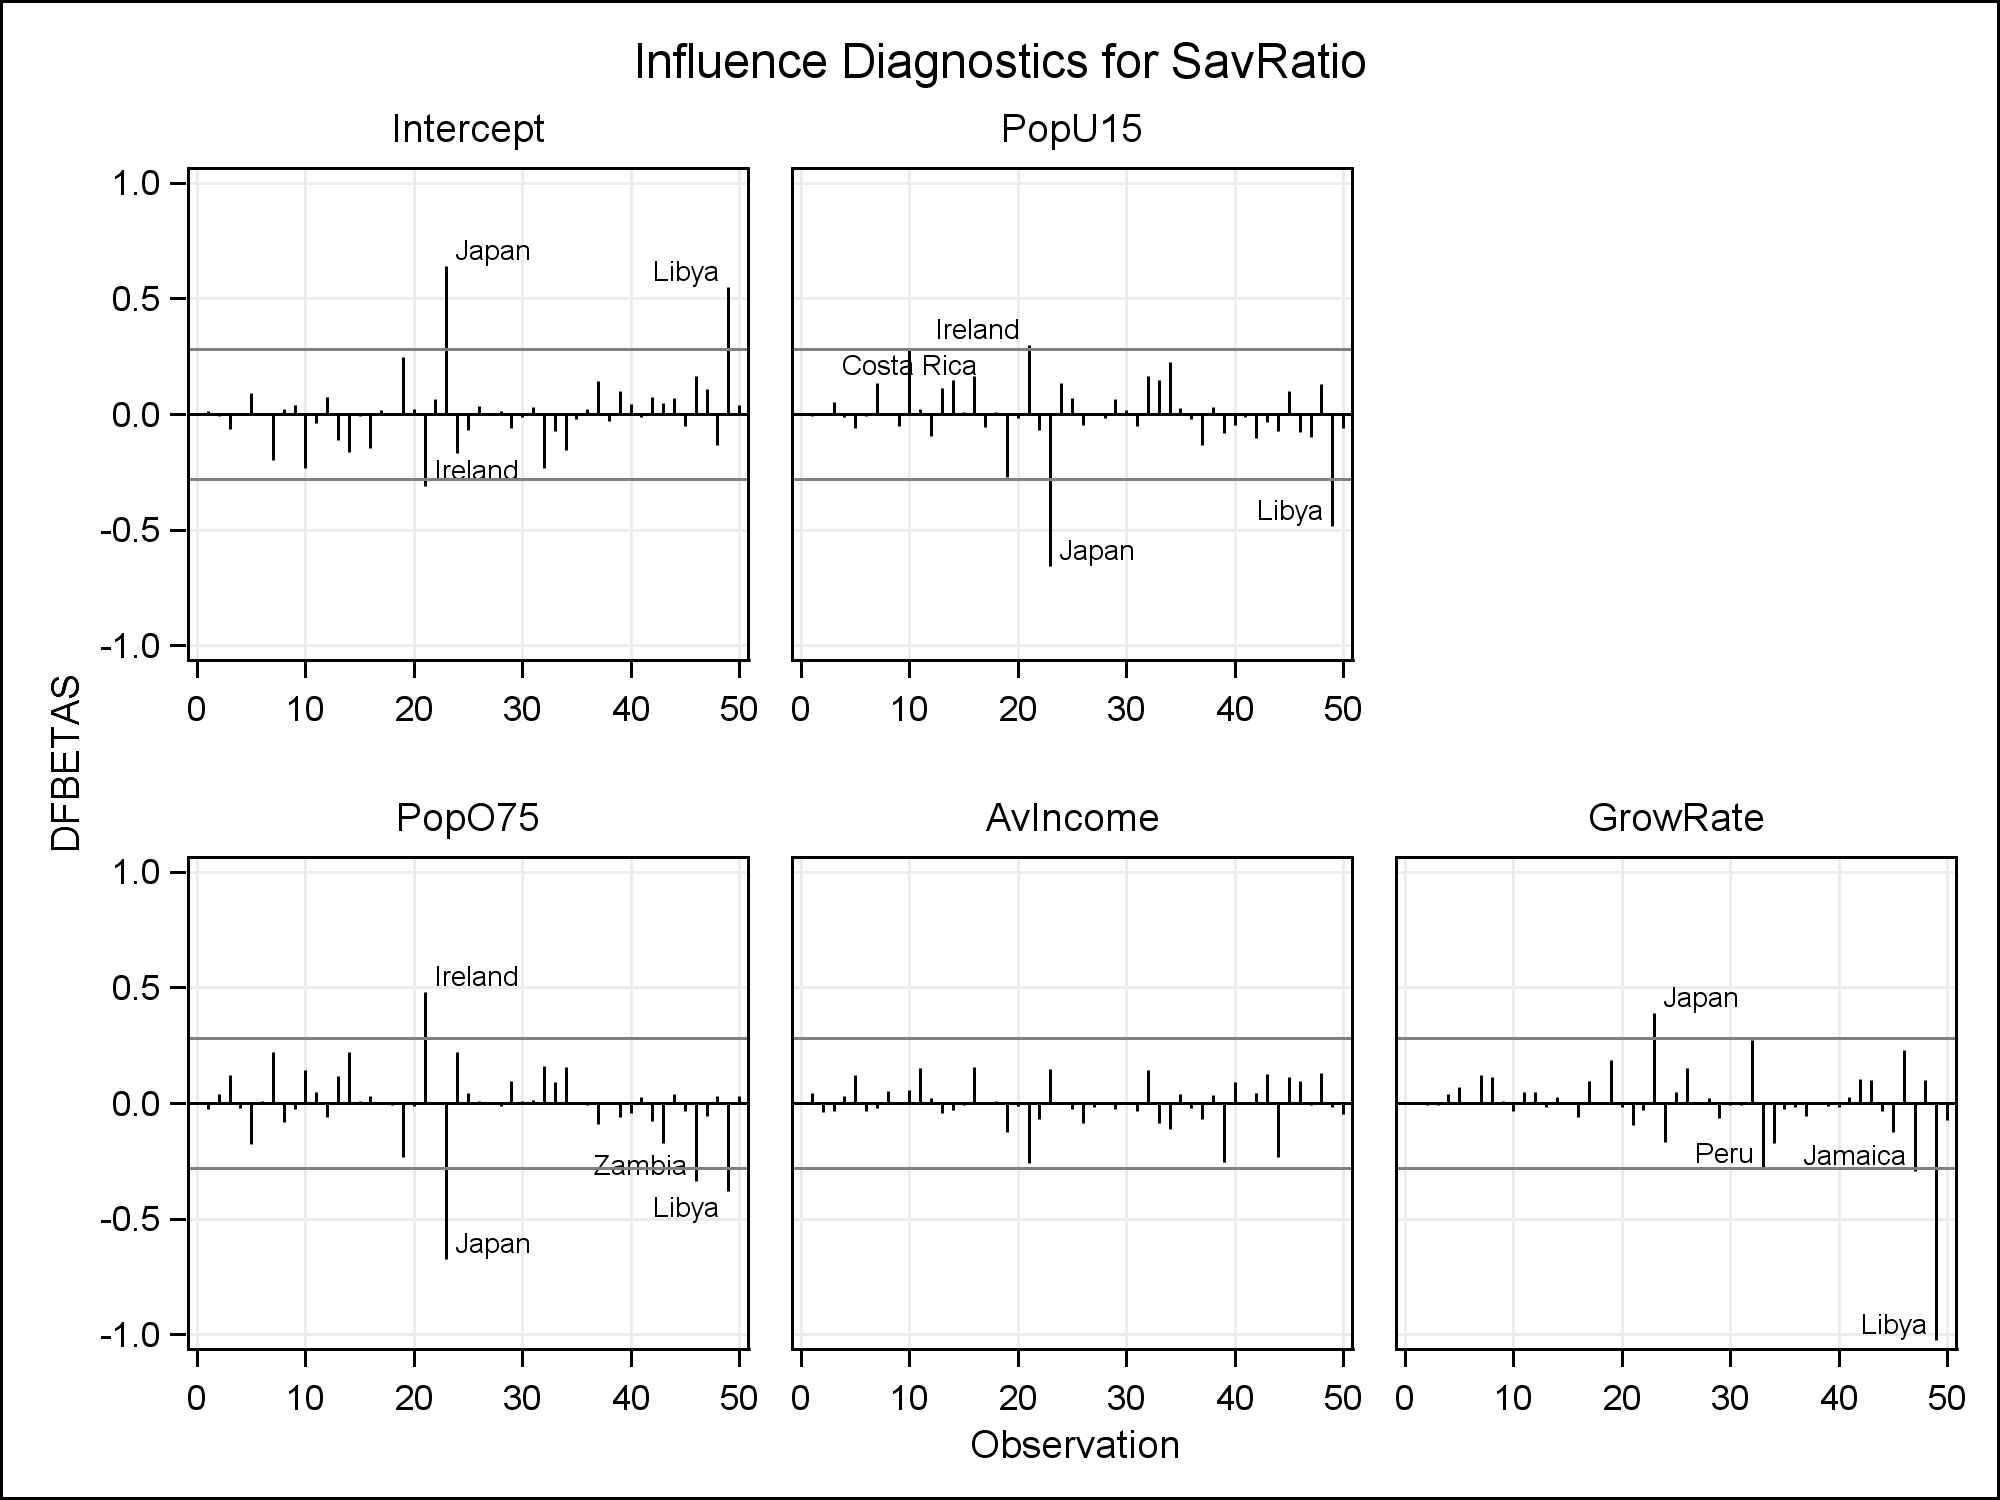 Influence Diagnostics for SavRatio
Intercept
PopU15
1.0
0.5
0.0
-0.5
-1.0
Japan
Libya
Ireland
Ireland
Costa Rica
Libya
Japan
0 10 20 30 40 50
0 10 20 30 40 50
DFBETAS
PopO75
AvIncome
GrowRate
1.0
0.5
0.0
-0.5
-1.0
Ireland
Zambia
Libya
Japan
Japan
Peru
Jamaica
Libya
0 10 20 30 40 50
0 10 20 30 40 50
0 10 20 30 40 50
Observation